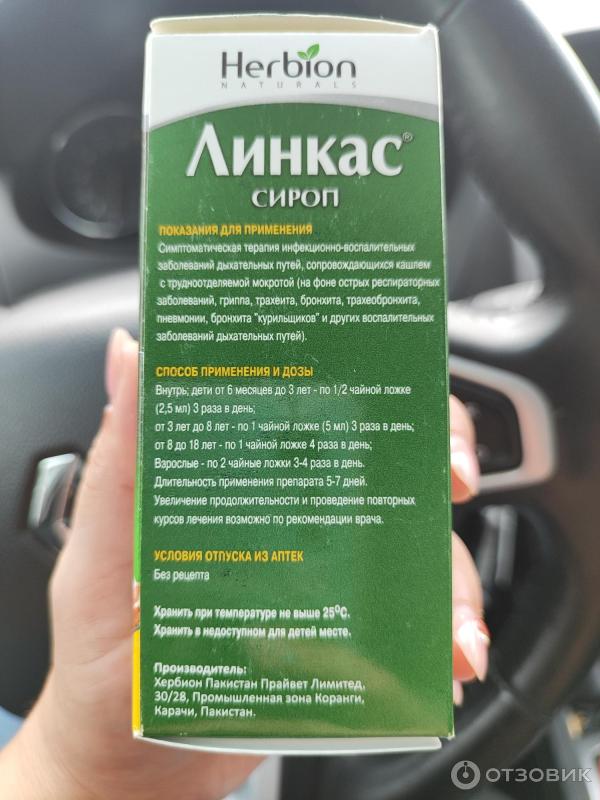 Herbion
NATURALS
Линкас®
СИРОП
ПОКАЗАНИЯ ДЛЯ ПРИМЕНЕНИЯ
Симптоматическая терапия инфекционно-воспалительных
заболеваний дыхательных путей, сопровождающихся кашлем
с трудноотделяемой мокротой (на фоне острых респираторных
заболеваний, гриппа, трахеита, бронхита, трахеобронхита,
пневмонии, бронхита "курильщиков" и других воспалительных
заболеваний дыхательных путей).
СПОСОБ ПРИМЕНЕНИЯ И ДОЗЫ
Внутрь; дети от 6 месяцев до 3 лет - по 1/2 чайной ложке
(2,5 мл) 3 раза в день;
от 3 лет до 8 лет - по 1 чайной ложке (5 мл) 3 раза в день;
от 8 до 18 лет - по 1 чайной ложке 4 раза в день;
Взрослые - по 2 чайные ложки 3-4 раза в день.
Длительность применения препарата 5-7 дней.
Увеличение продолжительности и проведение повторных
курсов лечения возможно по рекомендации врача.
УСЛОВИЯ ОТПУСКА ИЗ АПТЕК
Без рецепта
Хранить при температуре не выше 25⁰С.
Хранить в недоступном для детей месте.
Производитель:
Хербион Пакистан Прайвет Лимитед,
30/28, Промышленная зона Коранги,
Карачи, Пакистан.
ОТЗОВИК